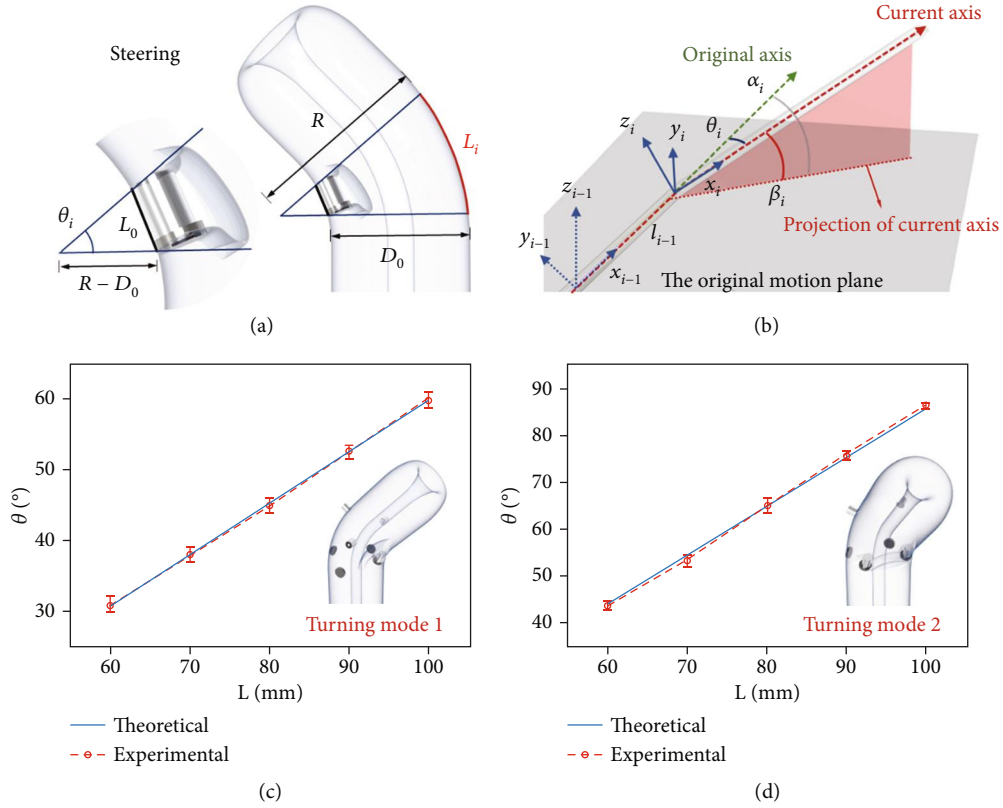 Steering
R
L_i
θ_i
L_0
R − D_0
D_0
(a)
Current axis
Original axis
α_i
θ_i
z_i
y_i
x_i
β_i
z_{i−1}
y_{i−1}
l_{i−1}
x_{i−1}
Projection of current axis
The original motion plane
(b)
60
50
40
30
θ (°)
Turning mode 1
60 70 80 90 100
L (mm)
Theoretical
Experimental
(c)
90
80
70
60
50
40
θ (°)
Turning mode 2
60 70 80 90 100
L (mm)
Theoretical
Experimental
(d)